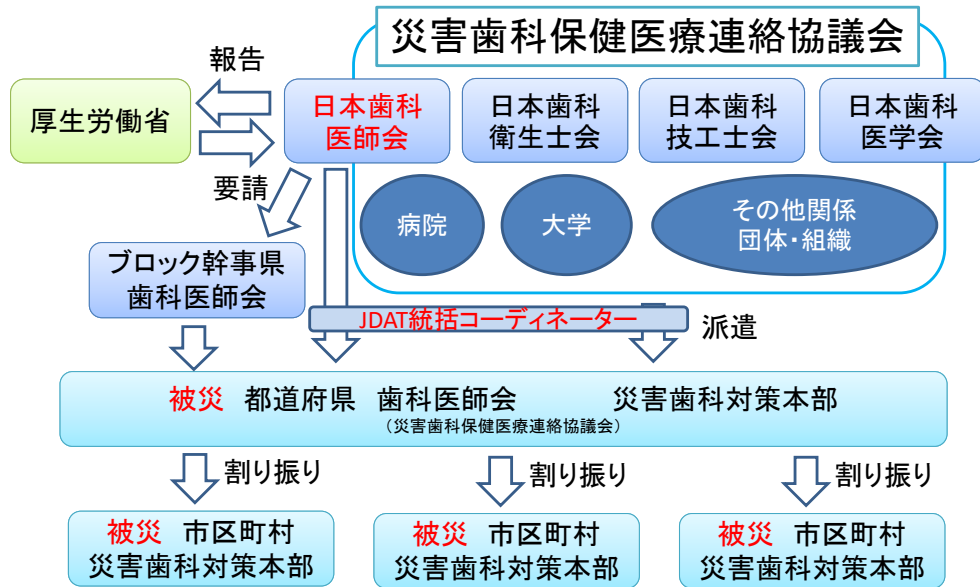 災害歯科保健医療連絡協議会
報告
厚生労働省
日本歯科
医師会
日本歯科
衛生士会
日本歯科
技工士会
日本歯科
医学会
要請
病院
大学
その他関係
団体・組織
ブロック幹事県
歯科医師会
JDAT統括コーディネーター
派遣
被災 都道府県 歯科医師会 災害歯科対策本部
（災害歯科保健医療連絡協議会）
割り振り
割り振り
割り振り
被災 市区町村
災害歯科対策本部
被災 市区町村
災害歯科対策本部
被災 市区町村
災害歯科対策本部